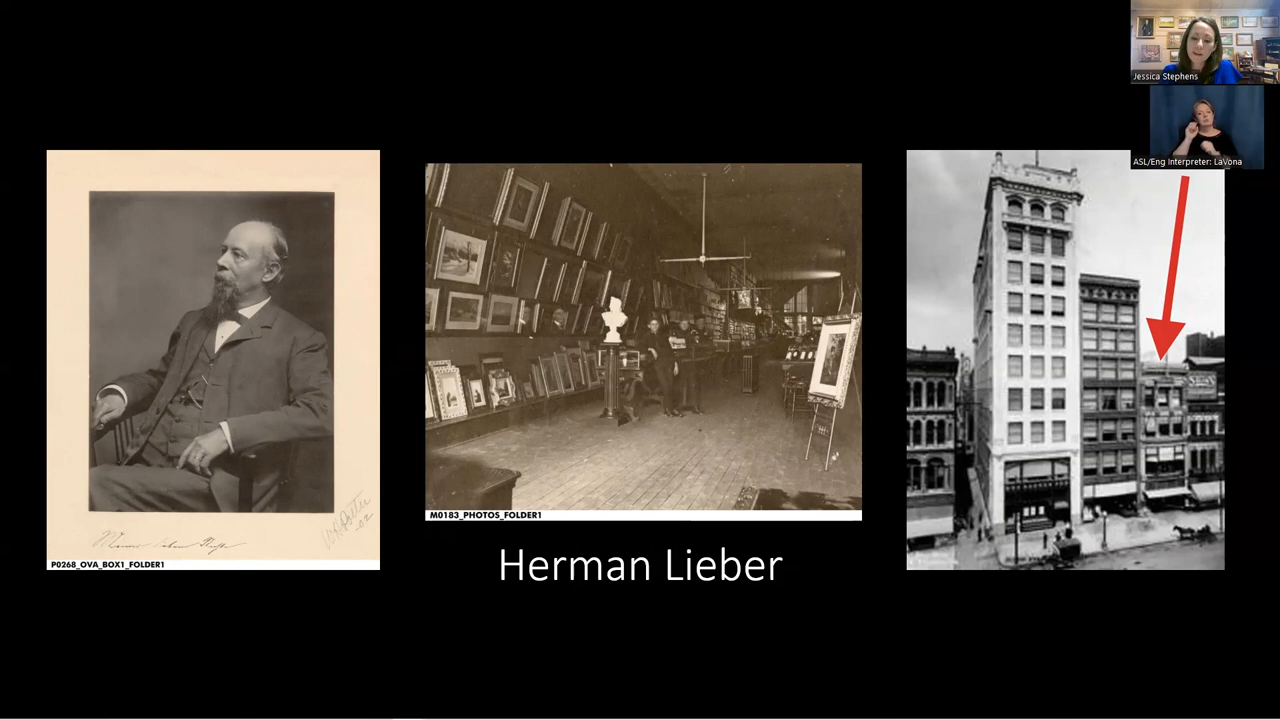 Jessica Stephens
ASL/Eng Interpreter: LaVona
P0268_OVA_BOX1_FOLDER1
M0183_PHOTOS_FOLDER1
Herman Lieber